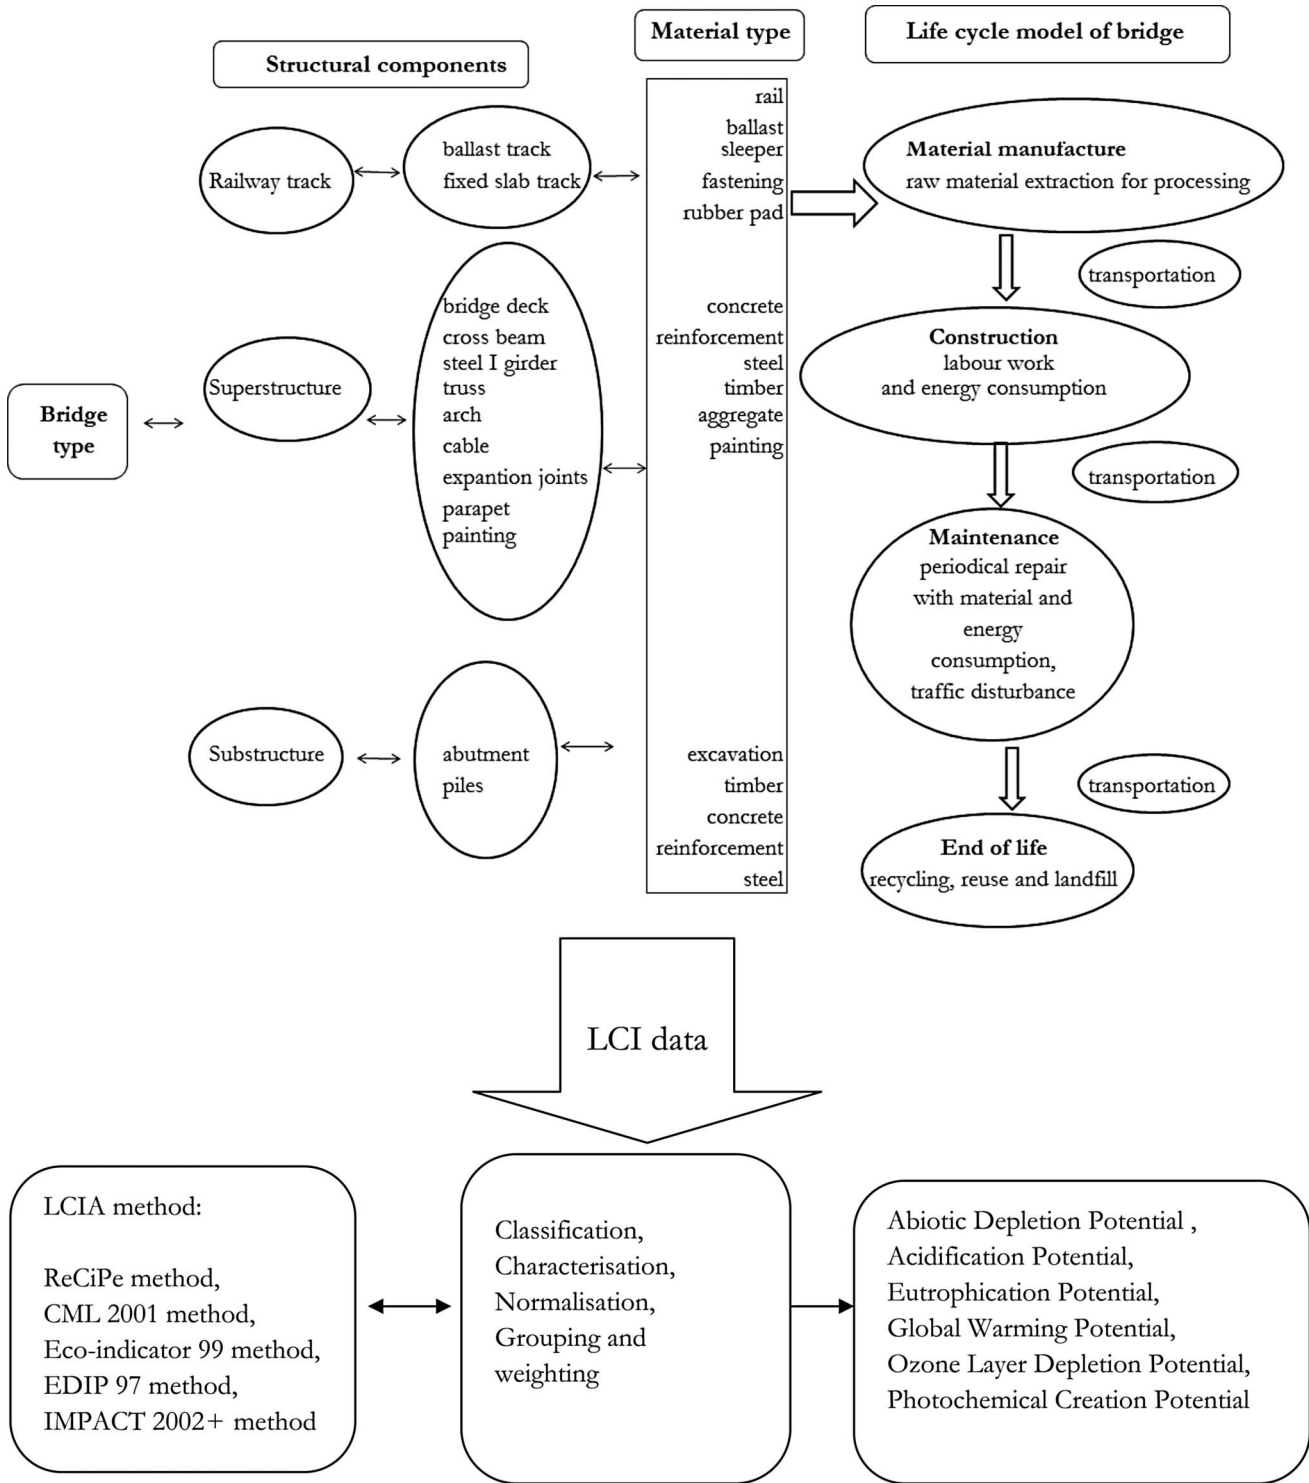 Material type
Life cycle model of bridge
Structural components
Bridge
type
Railway track
ballast track
fixed slab track
Superstructure
bridge deck
cross beam
steel I girder
truss
arch
cable
expantion joints
parapet
painting
Substructure
abutment
piles
rail
ballast
sleeper
fastening
rubber pad
concrete
reinforcement
steel
timber
aggregate
painting
excavation
timber
concrete
reinforcement
steel
Material manufacture
raw material extraction for processing
transportation
Construction
labour work
and energy consumption
transportation
Maintenance
periodical repair
with material and
energy
consumption,
traffic disturbance
transportation
End of life
recycling, reuse and landfill
LCI data
LCIA method:
ReCiPe method,
CML 2001 method,
Eco-indicator 99 method,
EDIP 97 method,
IMPACT 2002+ method
Classification,
Characterisation,
Normalisation,
Grouping and
weighting
Abiotic Depletion Potential ,
Acidification Potential,
Eutrophication Potential,
Global Warming Potential,
Ozone Layer Depletion Potential,
Photochemical Creation Potential